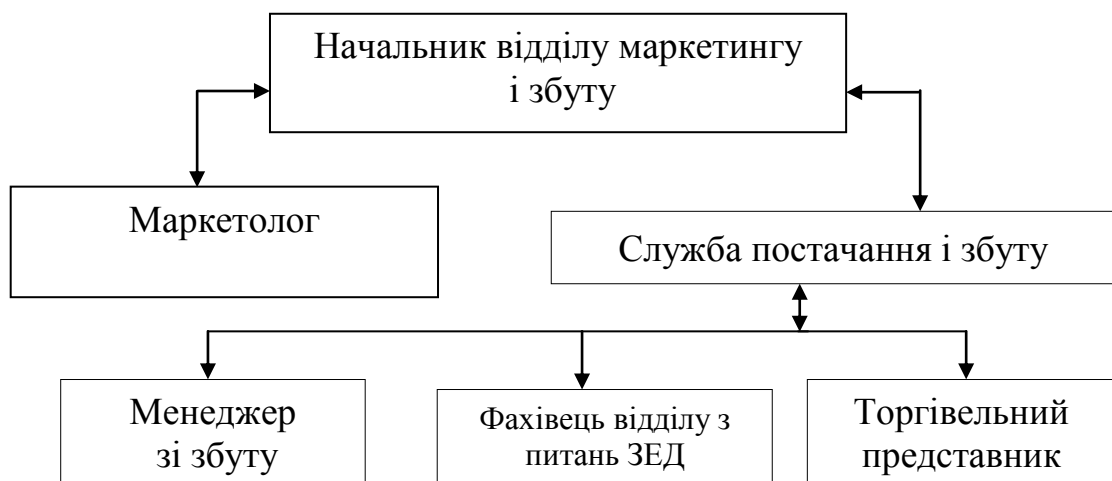 Начальник відділу маркетингу
і збуту
Маркетолог
Служба постачання і збуту
Менеджер
зі збуту
Фахівець відділу з
питань ЗЕД
Торгівельний
представник